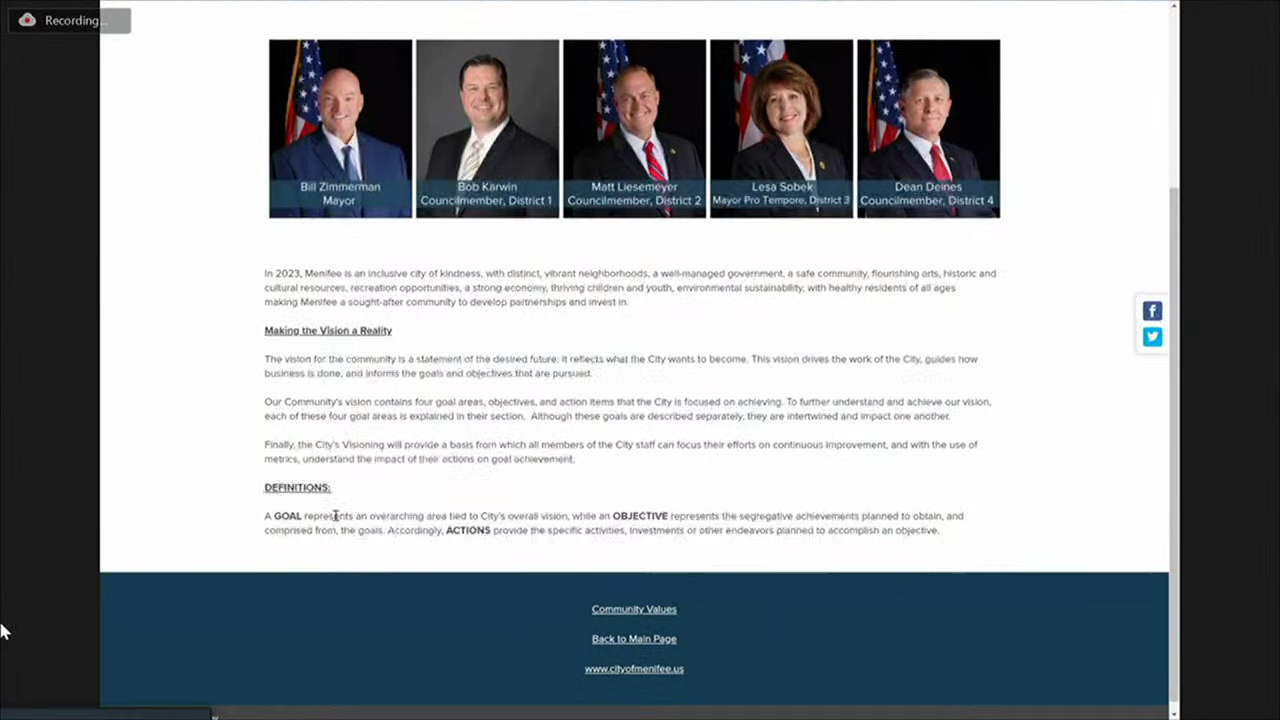 Recording...
Bill Zimmerman
Mayor
Bob Karwin
Councilmember, District 1
Matt Liesemeyer
Councilmember, District 2
Lesa Sobek
Mayor Pro Tempore, District 3
Dean Deines
Councilmember, District 4
In 2023, Menifee is an inclusive city of kindness, with distinct, vibrant neighborhoods, a well-managed government, a safe community, flourishing arts, historic and
cultural resources, recreation opportunities, a strong economy, thriving children and youth, environmental sustainability, with healthy residents of all ages
making Menifee a sought-after community to develop partnerships and invest in.
Making the Vision a Reality
The vision for the community is a statement of the desired future; it reflects what the City wants to become. This vision drives the work of the City, guides how
business is done, and informs the goals and objectives that are pursued.
Our Community's vision contains four goal areas, objectives, and action items that the City is focused on achieving. To further understand and achieve our vision,
each of these four goal areas is explained in their section. Although these goals are described separately, they are intertwined and impact one another.
Finally, the City's Visioning will provide a basis from which all members of the City staff can focus their efforts on continuous improvement, and with the use of
metrics, understand the impact of their actions on goal achievement.
DEFINITIONS:
A GOAL represents an overarching area tied to City's overall vision, while an OBJECTIVE represents the segregative achievements planned to obtain, and
comprised from, the goals. Accordingly, ACTIONS provide the specific activities, investments or other endeavors planned to accomplish an objective.
Community Values
Back to Main Page
www.cityofmenifee.us